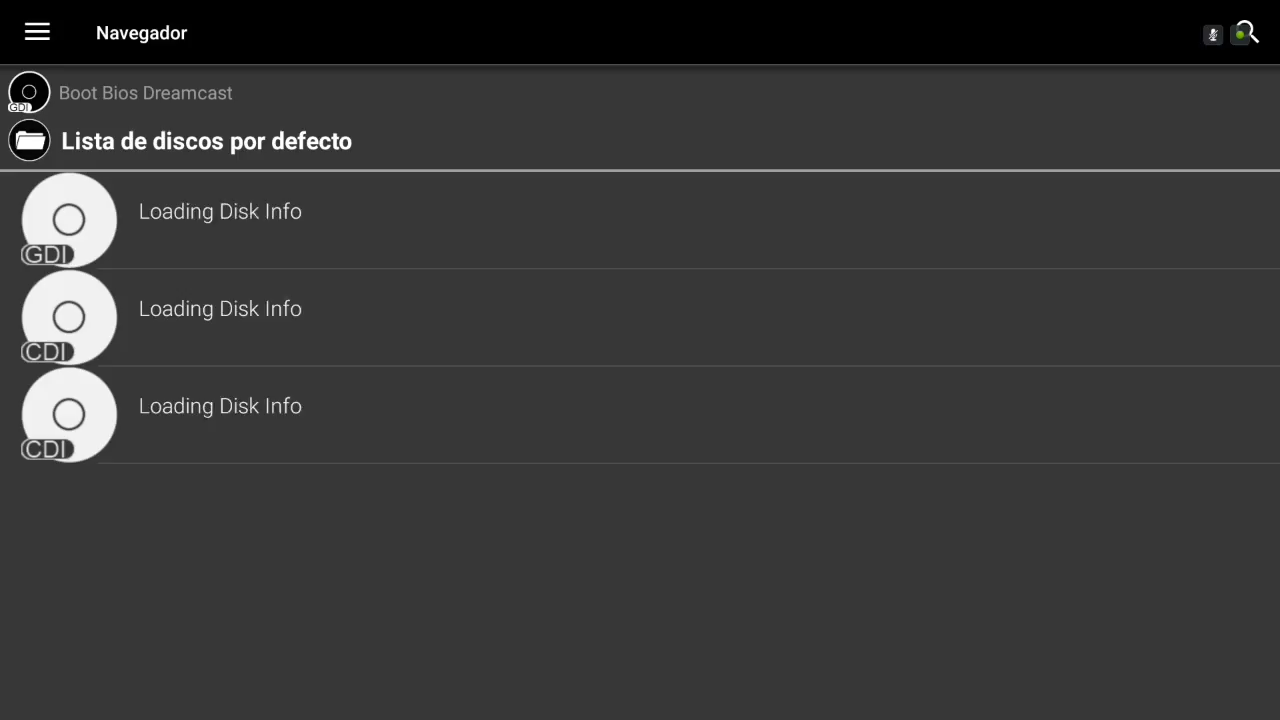 Navegador
GDI
Boot Bios Dreamcast
Lista de discos por defecto
Loading Disk Info
GDI
Loading Disk Info
CDI
Loading Disk Info
CDI